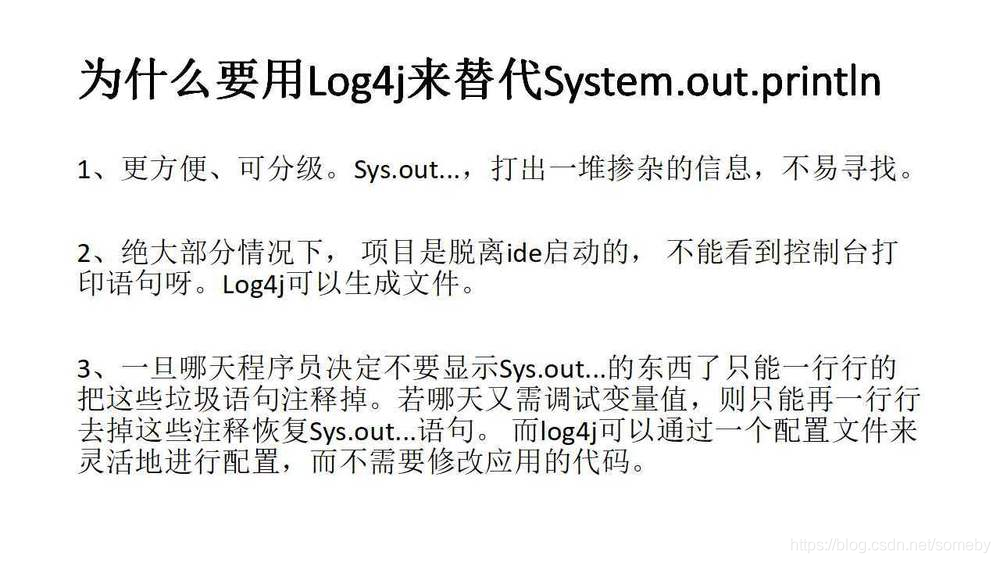 为什么要用Log4j来替代System.out.println
1、更方便、可分级。Sys.out...，打出一堆掺杂的信息，不易寻找。
2、绝大部分情况下， 项目是脱离ide启动的， 不能看到控制台打
印语句呀。Log4j可以生成文件。
3、一旦哪天程序员决定不要显示Sys.out...的东西了只能一行行的
把这些垃圾语句注释掉。若哪天又需调试变量值，则只能再一行行
去掉这些注释恢复Sys.out...语句。 而log4j可以通过一个配置文件来
灵活地进行配置，而不需要修改应用的代码。
https://blog.csdn.net/someby